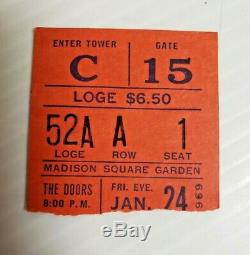 ENTER TOWER GATE
C 15
LOGE $6.50
52A A 1
LOGE ROW SEAT
MADISON SQUARE GARDEN
THE DOORS FRI. EVE.
8:00 P.M. JAN. 24
1969